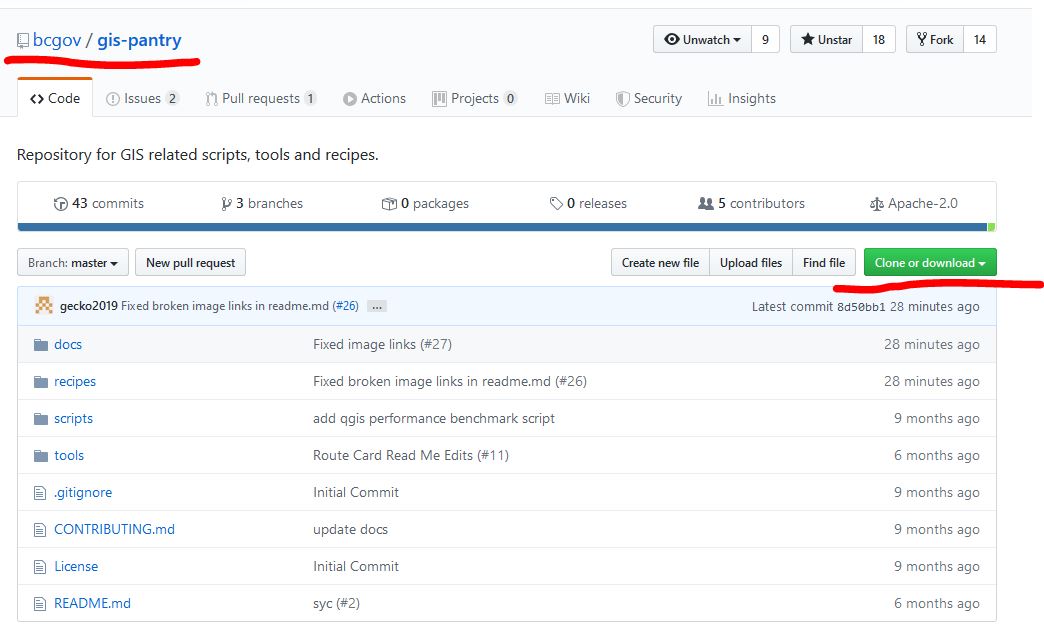 bcgov / gis-pantry Unwatch 9 Unstar 18 Fork 14
Code Issues 2 Pull requests 1 Actions Projects 0 Wiki Security Insights
Repository for GIS related scripts, tools and recipes.
43 commits 3 branches 0 packages 0 releases 5 contributors Apache-2.0
Branch: master New pull request Create new file Upload files Find file Clone or download
gecko2019 Fixed broken image links in readme.md (#26) ... Latest commit 8d50bb1 28 minutes ago
docs Fixed image links (#27) 28 minutes ago
recipes Fixed broken image links in readme.md (#26) 28 minutes ago
scripts add qgis performance benchmark script 9 months ago
tools Route Card Read Me Edits (#11) 6 months ago
.gitignore Initial Commit 9 months ago
CONTRIBUTING.md update docs 9 months ago
License Initial Commit 9 months ago
README.md syc (#2) 6 months ago